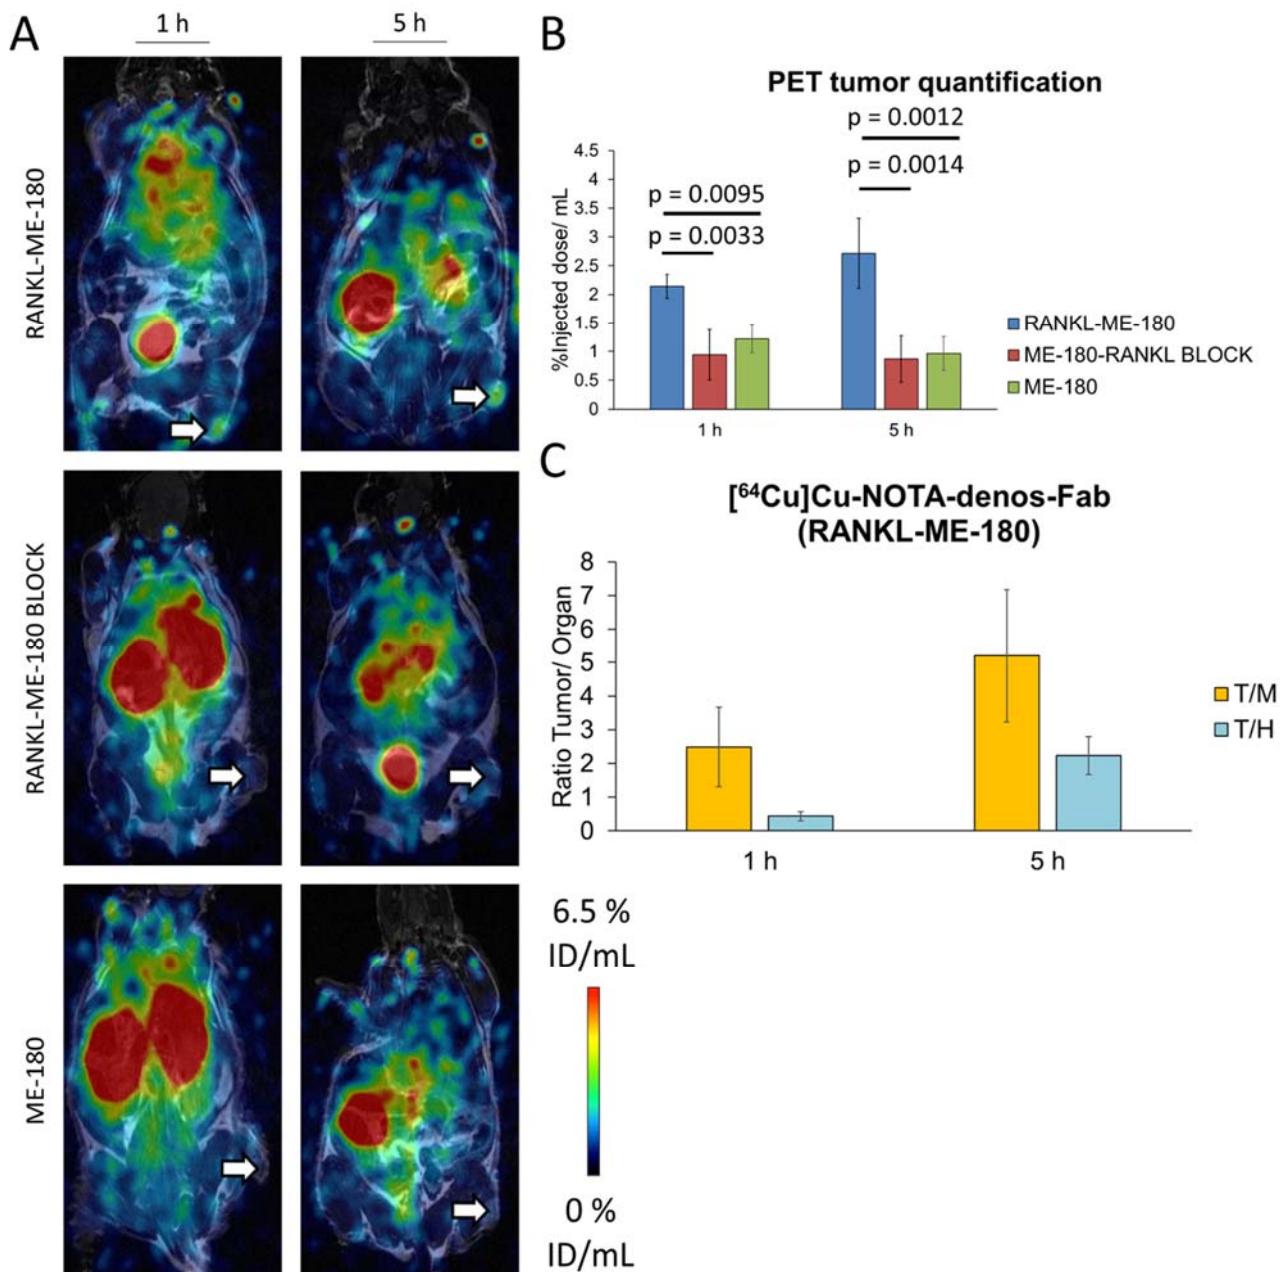 A
1 h
5 h
RANKL-ME-180
RANKL-ME-180 BLOCK
ME-180
6.5 %
ID/mL
0 %
ID/mL
B
PET tumor quantification
p = 0.0012
p = 0.0014
p = 0.0095
p = 0.0033
%Injected dose/ mL
4.5
4
3.5
3
2.5
2
1.5
1
0.5
0
1 h
5 h
RANKL-ME-180
ME-180-RANKL BLOCK
ME-180
C
[⁶⁴Cu]Cu-NOTA-denos-Fab
(RANKL-ME-180)
Ratio Tumor/ Organ
8
7
6
5
4
3
2
1
0
1 h
5 h
T/M
T/H